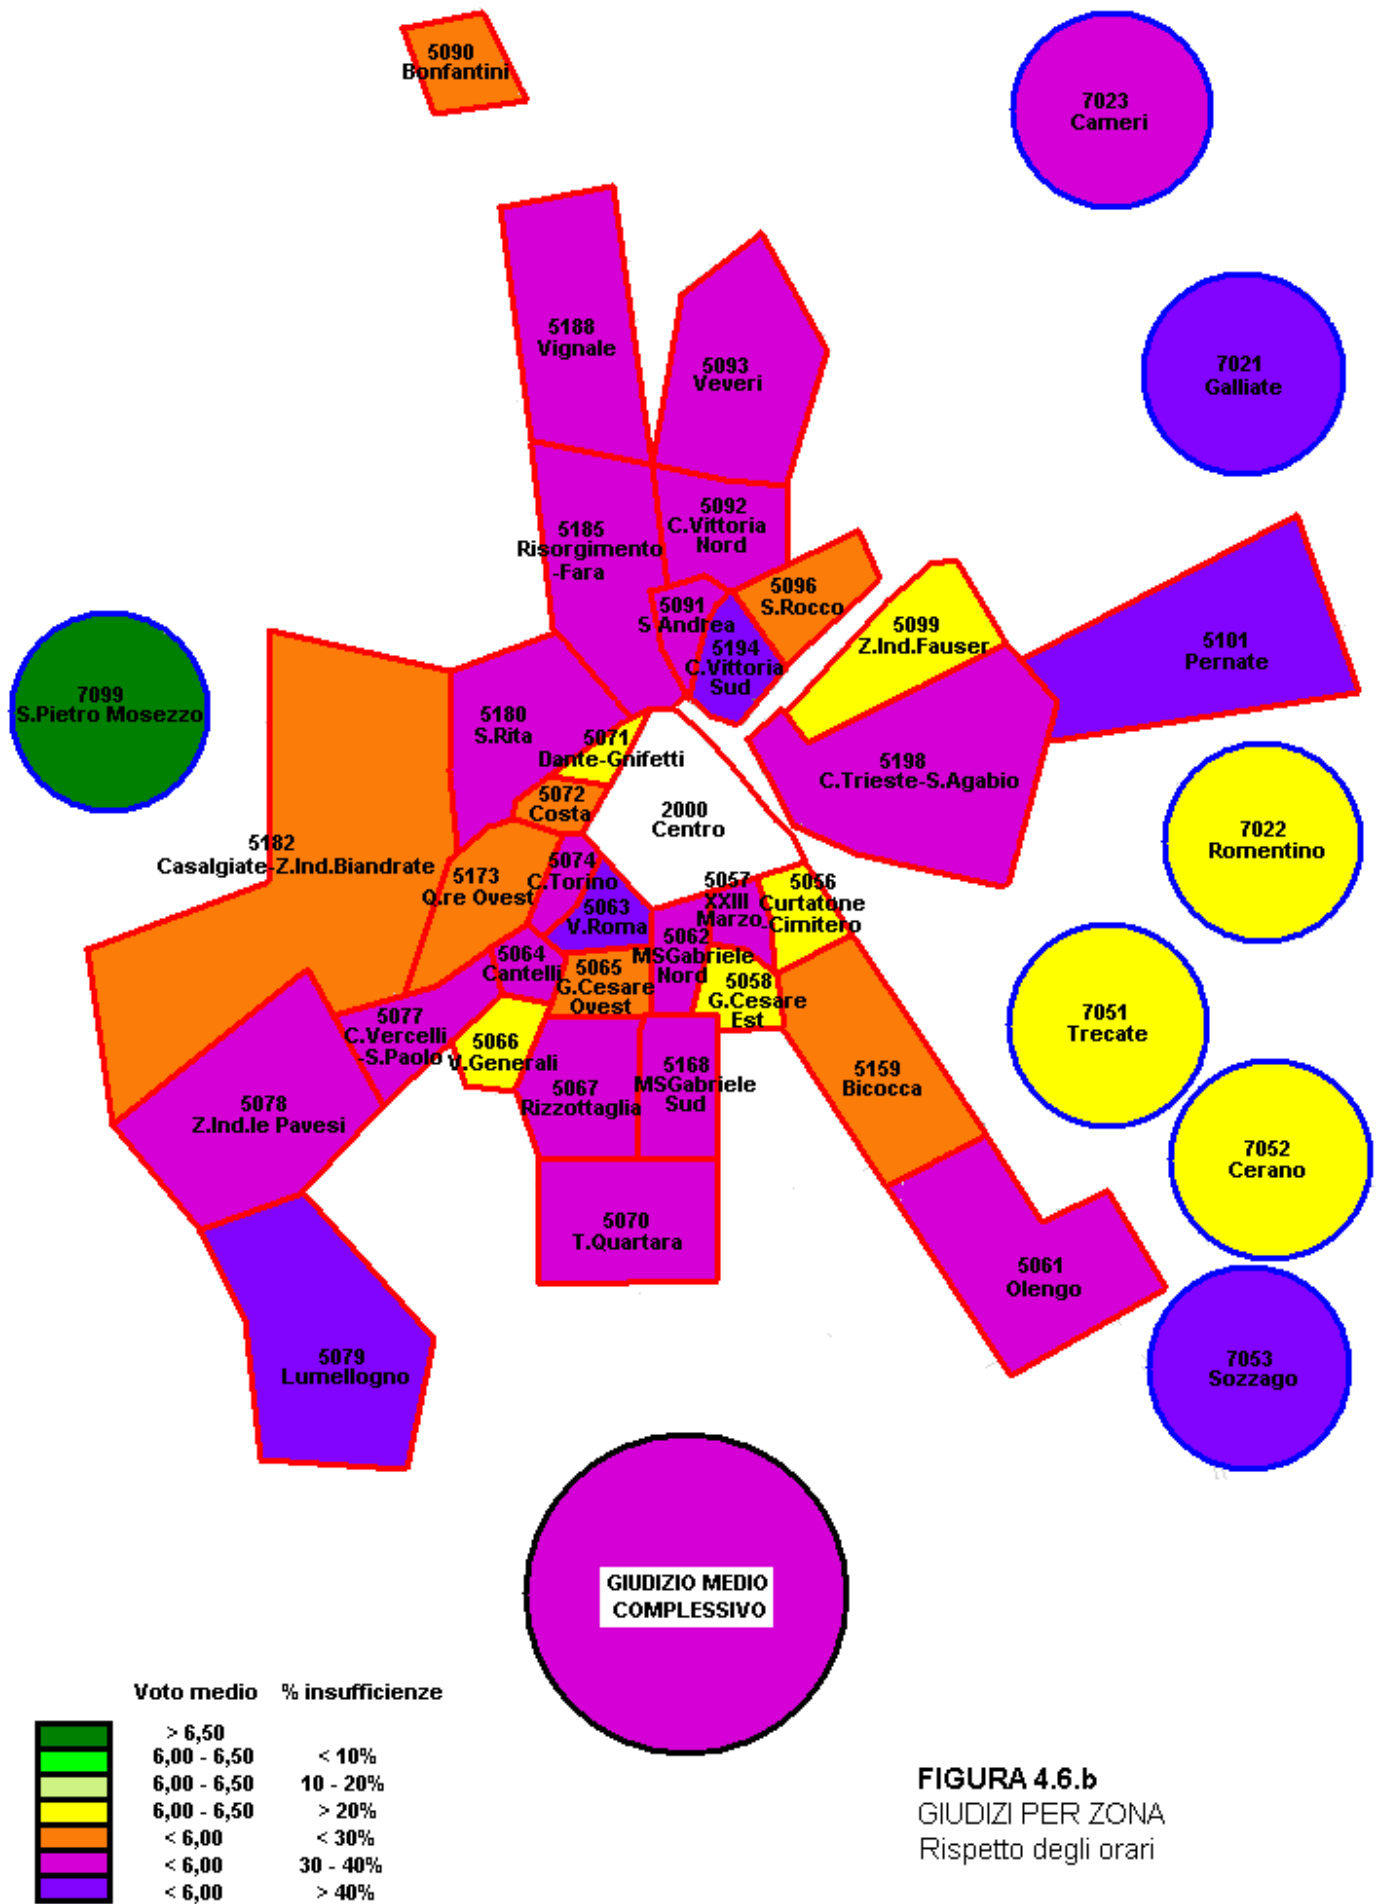 5090
Bonfantini
7023
Cameri
5188
Vignale
5093
Veveri
7021
Galliate
5092
C.Vittoria
Nord
5185
Risorgimento
-Fara
5096
S.Rocco
5091
S.Andrea
5099
Z.Ind.Fauser
5194
C.Vittoria
Sud
5101
Pernate
7099
S.Pietro Mosezzo
5180
S.Rita
5071
Dante-Gnifetti
5198
C.Trieste-S.Agabio
5072
Costa
2000
Centro
7022
Romentino
5182
Casalgiate-Z.Ind.Biandrate
5173
Q.re Ovest
5074
C.Torino
5063
V.Roma
5057
XXIII
Marzo
5056
Curtatone
-Cimitero
5062
MSGabriele
Nord
5064
Cantelli
5065
G.Cesare
Ovest
5058
G.Cesare
Est
7051
Trecate
5077
C.Vercelli
-S.Paolo
5066
V.Generali
5067
Rizzottaglia
5168
MSGabriele
Sud
5159
Bicocca
5078
Z.Ind.le Pavesi
7052
Cerano
5070
T.Quartara
5061
Olengo
5079
Lumellogno
7053
Sozzago
GIUDIZIO MEDIO
COMPLESSIVO
Voto medio % insufficienze
> 6,50
6,00 - 6,50 < 10%
6,00 - 6,50 10 - 20%
6,00 - 6,50 > 20%
< 6,00 < 30%
< 6,00 30 - 40%
< 6,00 > 40%
FIGURA 4.6.b
GIUDIZI PER ZONA
Rispetto degli orari